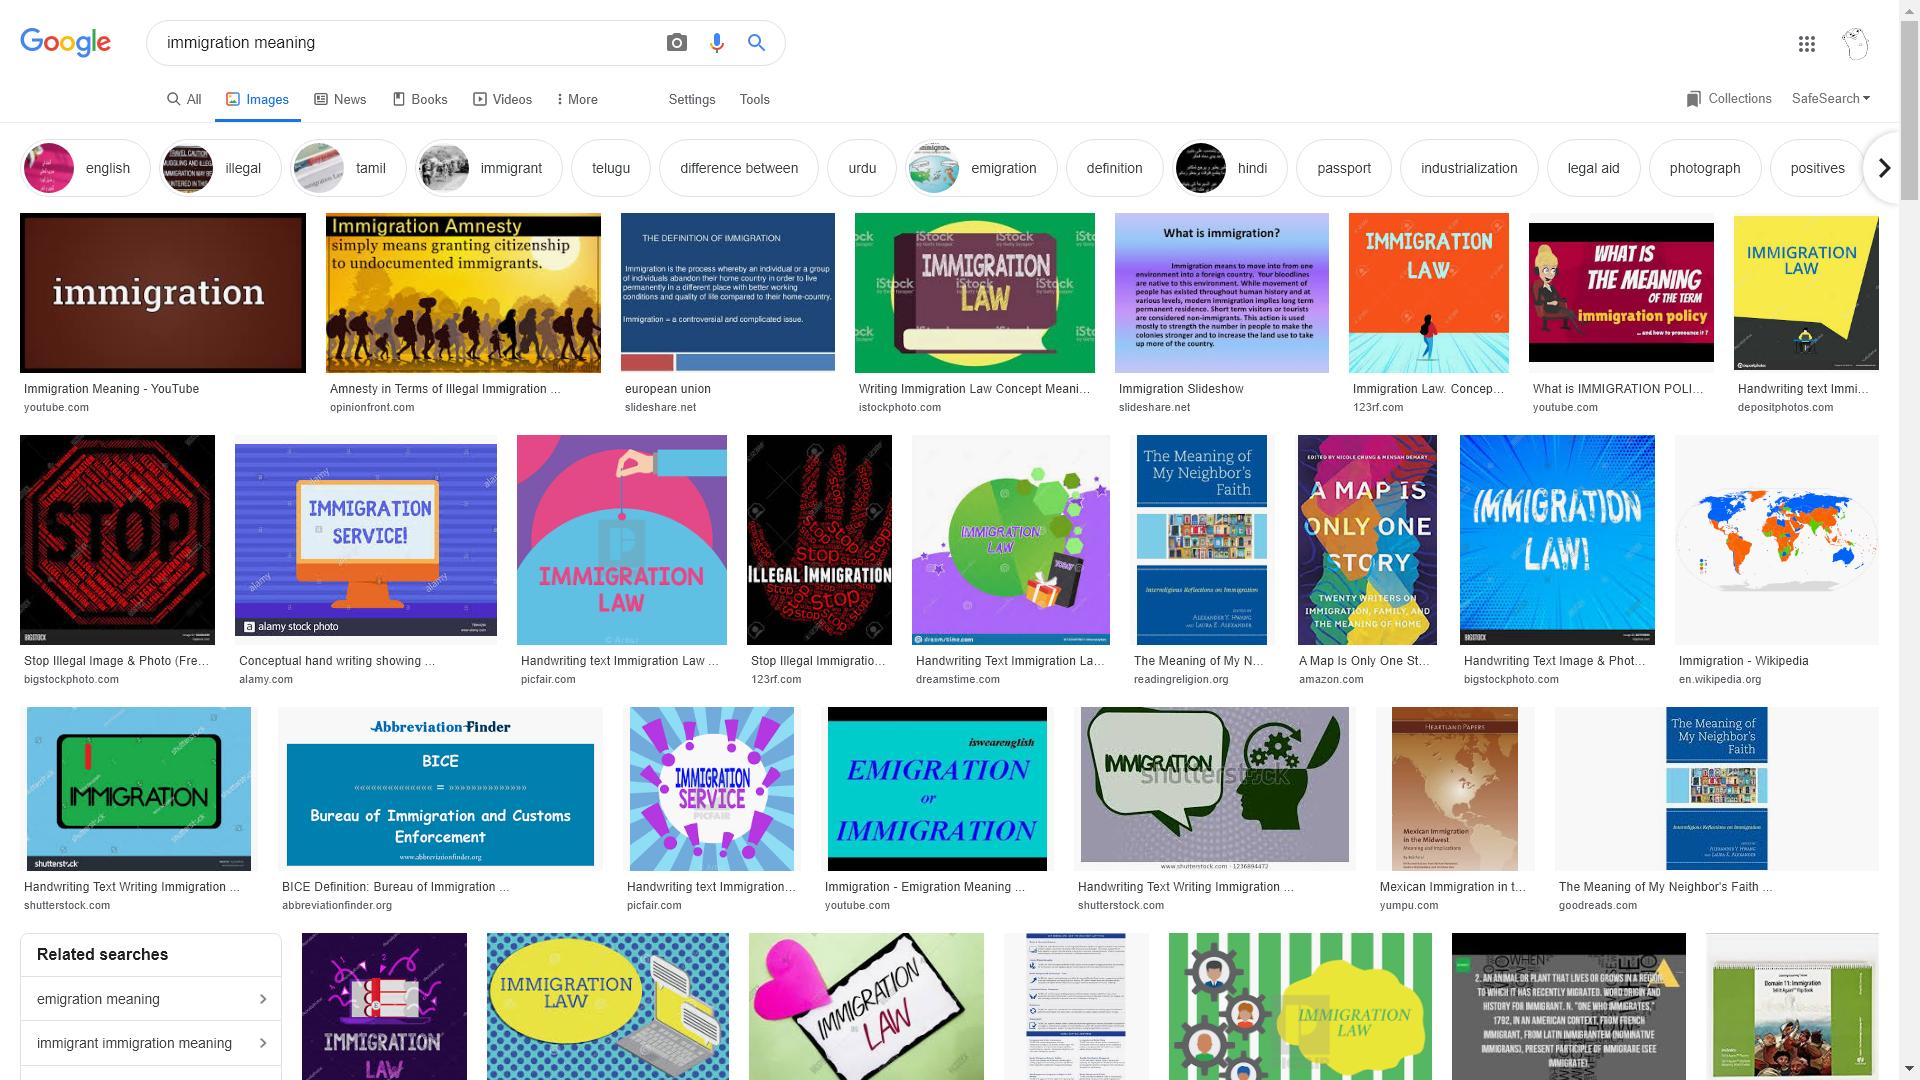 Google
immigration meaning
All
Images
News
Books
Videos
More
Settings
Tools
Collections
SafeSearch
english
illegal
tamil
immigrant
telugu
difference between
urdu
emigration
definition
hindi
passport
industrialization
legal aid
photograph
positives
immigration
Immigration Meaning - YouTube
youtube.com
Immigration Amnesty
simply means granting citizenship
to undocumented immigrants.
Amnesty in Terms of Illegal Immigration ...
opinionfront.com
THE DEFINITION OF IMMIGRATION
Immigration is the process whereby an individual or a group
of individuals abandon their home country in order to live
permanently in a different place with better working
conditions and quality of life compared to their home-country.
Immigration = a controversial and complicated issue.
european union
slideshare.net
iStock
IMMIGRATION
LAW
Writing Immigration Law Concept Meani...
istockphoto.com
What is immigration?
Immigration means to move into from one
environment into a foreign country. Your bloodlines
are native to this environment. While movement of
people has existed throughout human history and at
various levels, modern immigration implies long term
permanent residence. Short term visitors or tourists
are considered non-immigrants. This action is used
mostly to strength the number in people to make the
colonies stronger and to increase the land use to take
up more of the country.
Immigration Slideshow
slideshare.net
IMMIGRATION
LAW
Immigration Law. Concep...
123rf.com
WHAT IS
THE MEANING
OF THE TERM
immigration policy
... and how to pronounce it ?
What is IMMIGRATION POLI...
youtube.com
IMMIGRATION
LAW
depositphotos
Handwriting text Immi...
depositphotos.com
STOP
BIGSTOCK
Stop Illegal Image & Photo (Fre...
bigstockphoto.com
IMMIGRATION
SERVICE!
alamy
a alamy stock photo
Conceptual hand writing showing ...
alamy.com
IMMIGRATION
LAW
Handwriting text Immigration Law ...
picfair.com
Stop
ILLEGAL IMMIGRATION
Stop Illegal Immigratio...
123rf.com
IMMIGRATION
LAW
TODAY
dreamstime.com
Handwriting Text Immigration La...
dreamstime.com
The Meaning of
My Neighbor's
Faith
Interreligious Reflections on Immigration
EDITED BY
ALEXANDER Y. HWANG
and LAURA E. ALEXANDER
The Meaning of My N...
readingreligion.org
EDITED BY NICOLE CHUNG & MENSAH DEMARY
A MAP IS
ONLY ONE
STORY
TWENTY WRITERS ON
IMMIGRATION, FAMILY, AND
THE MEANING OF HOME
A Map Is Only One St...
amazon.com
IMMIGRATION
LAW!
BIGSTOCK
Handwriting Text Image & Phot...
bigstockphoto.com
Immigration - Wikipedia
en.wikipedia.org
IMMIGRATION
shutterstock
Handwriting Text Writing Immigration ...
shutterstock.com
Abbreviation Finder
BICE
«««««««««««««« = »»»»»»»»»»»»»»
Bureau of Immigration and Customs
Enforcement
www.abbreviationfinder.org
BICE Definition: Bureau of Immigration ...
abbreviationfinder.org
IMMIGRATION
SERVICE
PICFAIR
Handwriting text Immigration...
picfair.com
iswearenglish
EMIGRATION
or
IMMIGRATION
Immigration - Emigration Meaning ...
youtube.com
IMMIGRATION
shutterstock
www.shutterstock.com · 1236894472
Handwriting Text Writing Immigration ...
shutterstock.com
HEARTLAND PAPERS
Mexican Immigration
in the Midwest
Meaning and Implications
Mexican Immigration in t...
yumpu.com
The Meaning of
My Neighbor's
Faith
Interreligious Reflections on Immigration
EDITED BY
ALEXANDER Y. HWANG
and LAURA E. ALEXANDER
The Meaning of My Neighbor's Faith ...
goodreads.com
Related searches
emigration meaning
immigrant immigration meaning
IMMIGRATION
LAW
IMMIGRATION
LAW
IMMIGRATION
LAW
IMMIGRATION
LAW
2. AN ANIMAL OR PLANT THAT LIVES OR GROWS IN A REGION
TO WHICH IT HAS RECENTLY MIGRATED. WORD ORIGIN AND
HISTORY FOR IMMIGRANT. N. "ONE WHO IMMIGRATES,"
1792, IN AN AMERICAN CONTEXT, FROM FRENCH
IMMIGRANT, FROM LATIN IMMIGRANTEM (NOMINATIVE
IMMIGRANS), PRESENT PARTICIPLE OF IMMIGRARE (SEE
IMMIGRATE).
Domain 11: Immigration